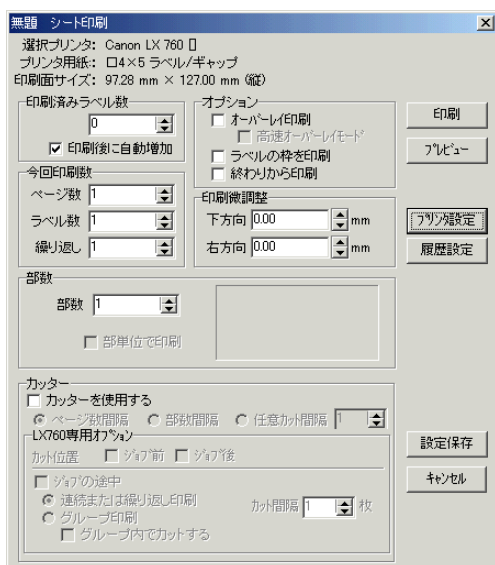 無題 シート印刷
選択プリンタ: Canon LX 760 []
プリンタ用紙: □4×5 ラベル/ギャップ
印刷面サイズ: 97.28 mm × 127.00 mm (縦)
印刷済みラベル数
0
印刷後に自動増加
オプション
オーバーレイ印刷
高速オーバーレイモード
ラベルの枠を印刷
終わりから印刷
印刷
プレビュー
今回印刷数
ページ数 1
ラベル数 1
繰り返し 1
印刷微調整
下方向 0.00 mm
右方向 0.00 mm
プリンタ設定
履歴設定
部数
部数 1
部単位で印刷
カッター
カッターを使用する
ページ数間隔 部数間隔 任意カット間隔 1
LX760専用オプション
カット位置 ジョブ前 ジョブ後
ジョブの途中
連続または繰り返し印刷
グループ印刷
グループ内でカットする
カット間隔 1 枚
設定保存
キャンセル